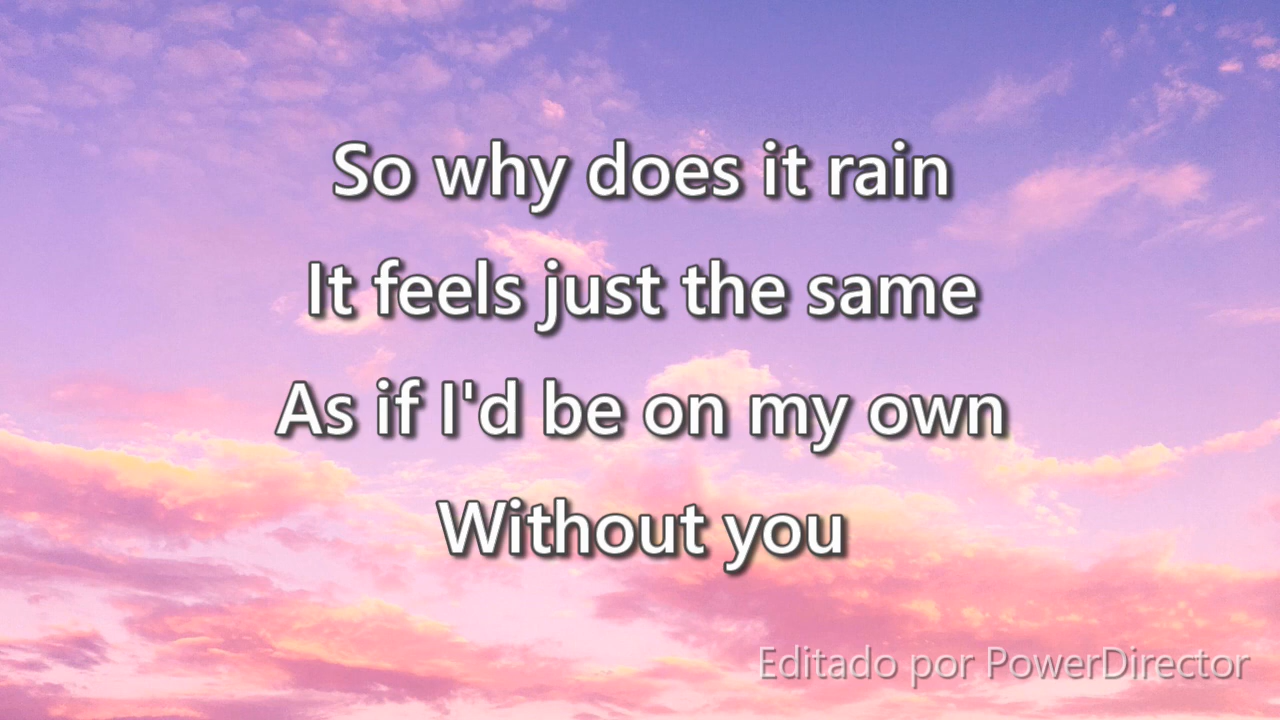 So why does it rain
It feels just the same
As if I'd be on my own
Without you
Editado por PowerDirector